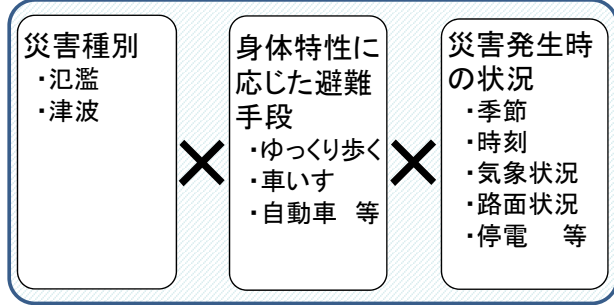 災害種別
・氾濫
・津波
×
身体特性に
応じた避難
手段
・ゆっくり歩く
・車いす
・自動車　等
×
災害発生時
の状況
・季節
・時刻
・気象状況
・路面状況
・停電　　等